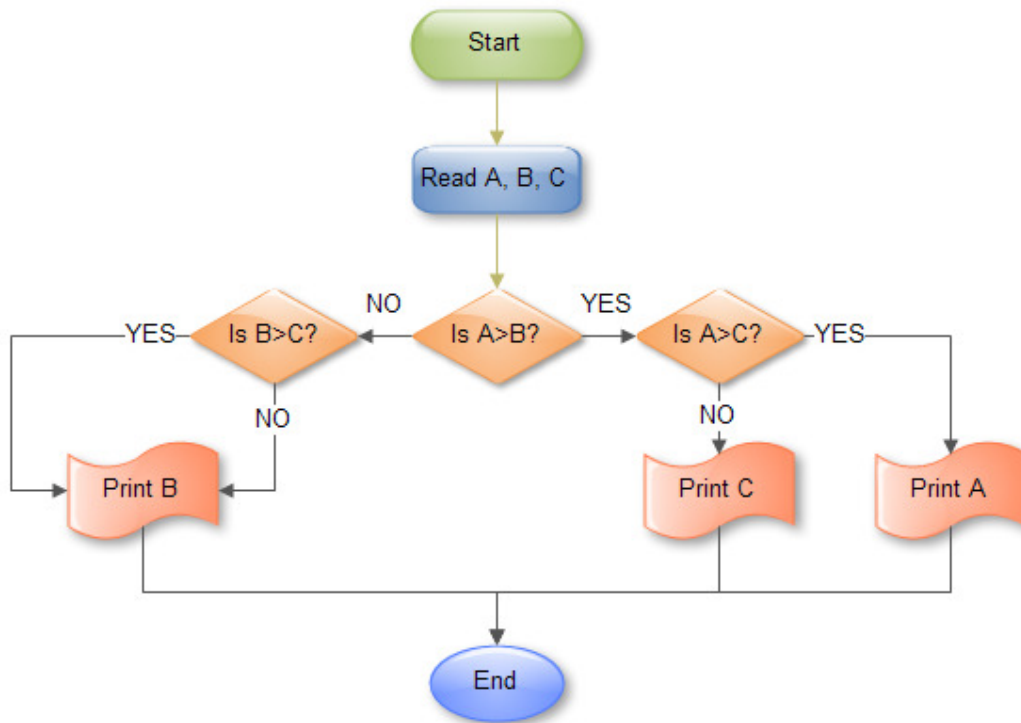 Start
Read A, B, C
NO
YES
YES
Is B>C?
Is A>B?
Is A>C?
YES
NO
NO
Print B
Print C
Print A
End